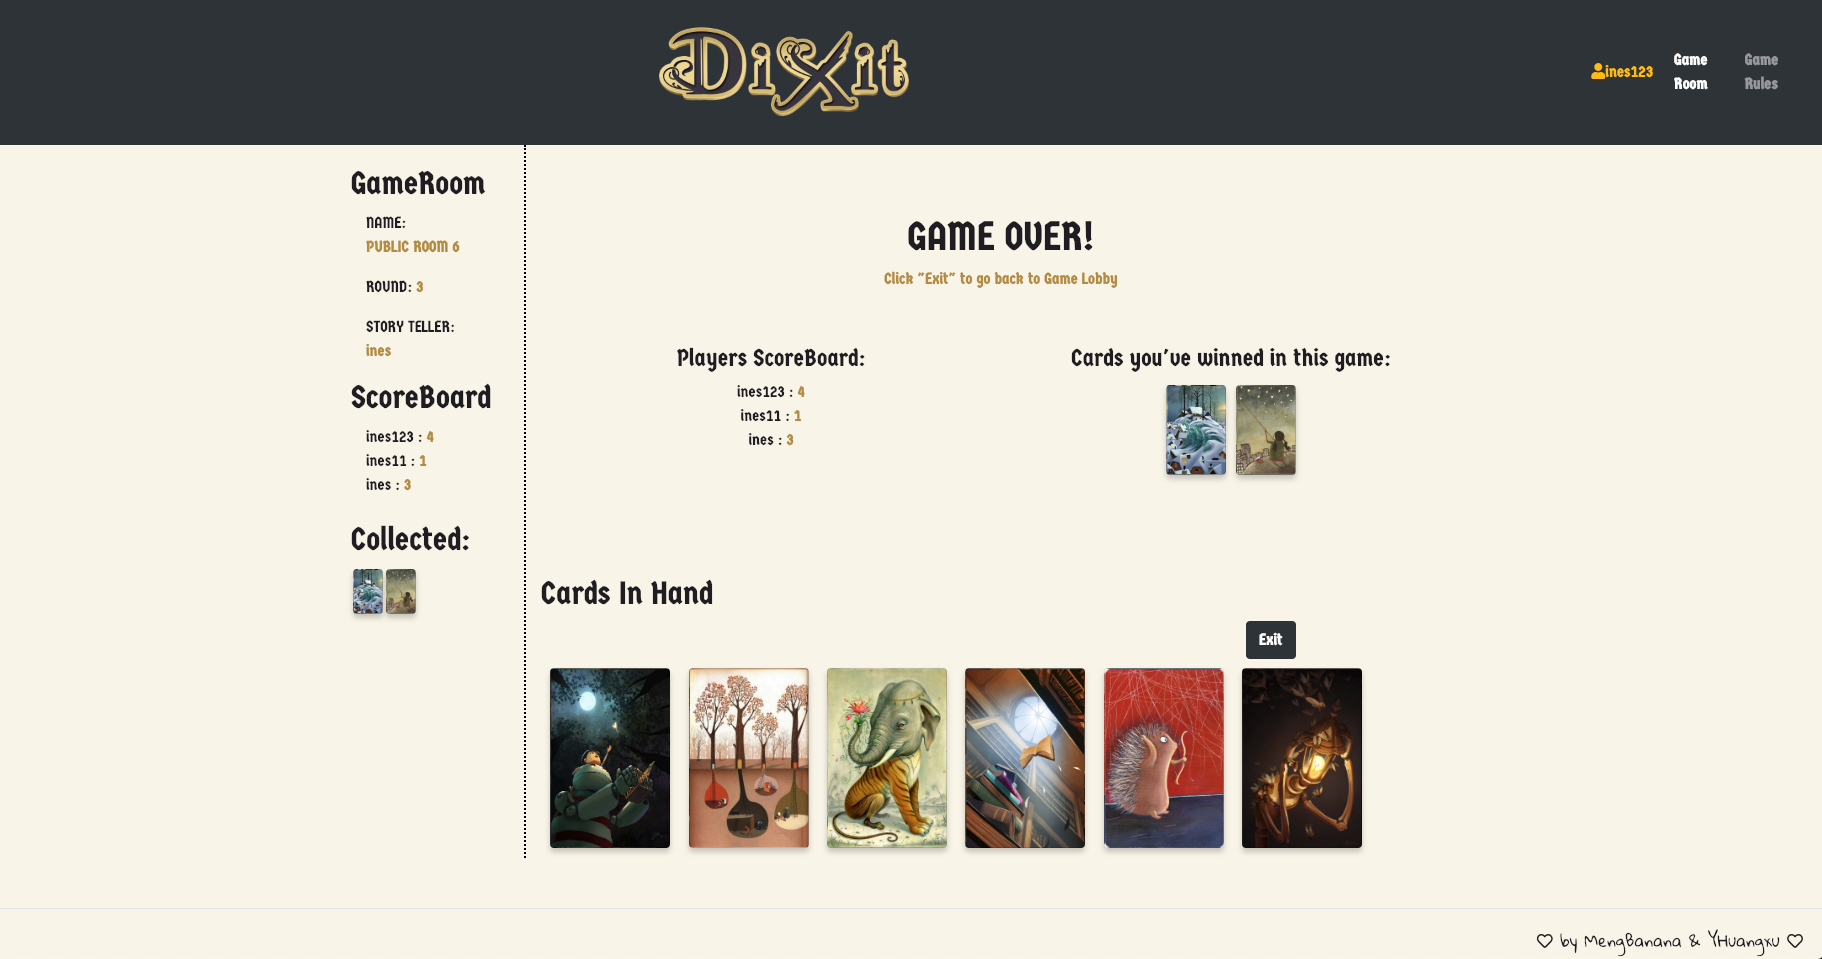 Dixit
ines123
Game
Room
Game
Rules
GameRoom
NAME:
PUBLIC ROOM 6
ROUND: 3
STORY TELLER:
ines
ScoreBoard
ines123 : 4
ines11 : 1
ines : 3
Collected:
GAME OVER!
Click "Exit" to go back to Game Lobby
Players ScoreBoard:
ines123 : 4
ines11 : 1
ines : 3
Cards you've winned in this game:
Cards In Hand
Exit
♡ by MengBanana & YHuangxu ♡